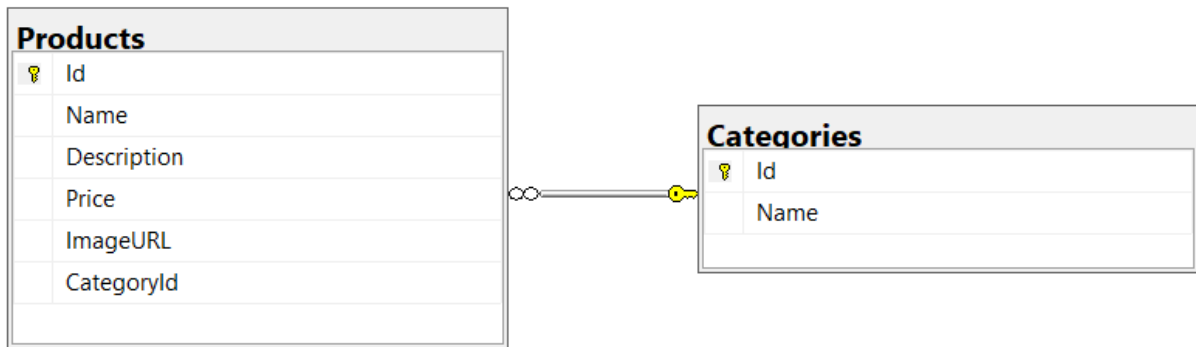 Products
Id
Name
Description
Price
ImageURL
CategoryId
Categories
Id
Name